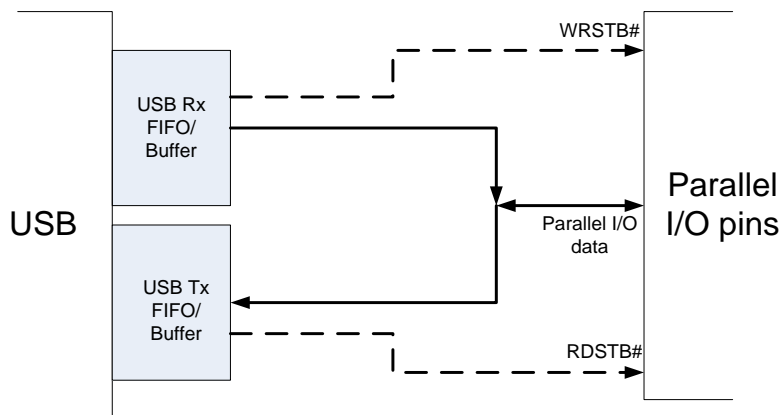 WRSTB#
USB Rx
FIFO/
Buffer
USB
Parallel
I/O pins
Parallel I/O
data
USB Tx
FIFO/
Buffer
RDSTB#